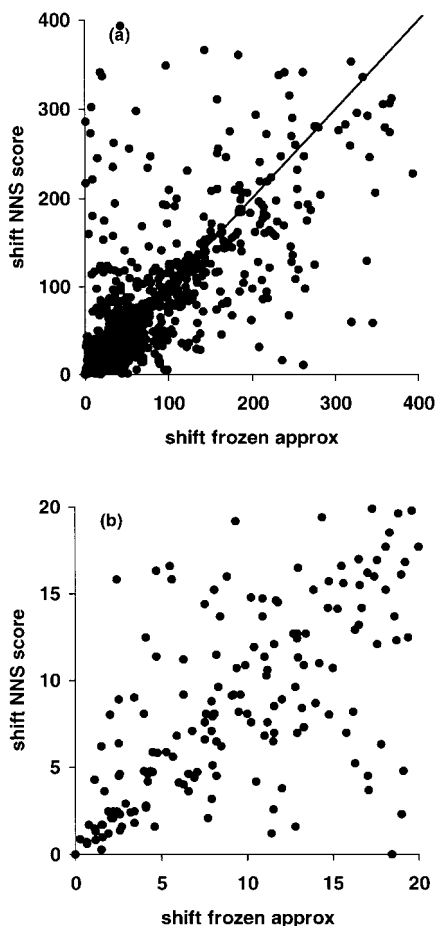 400
(a)
300
200
100
0
shift NNS score
0 100 200 300 400
shift frozen approx
20
(b)
15
10
5
0
shift NNS score
0 5 10 15 20
shift frozen approx